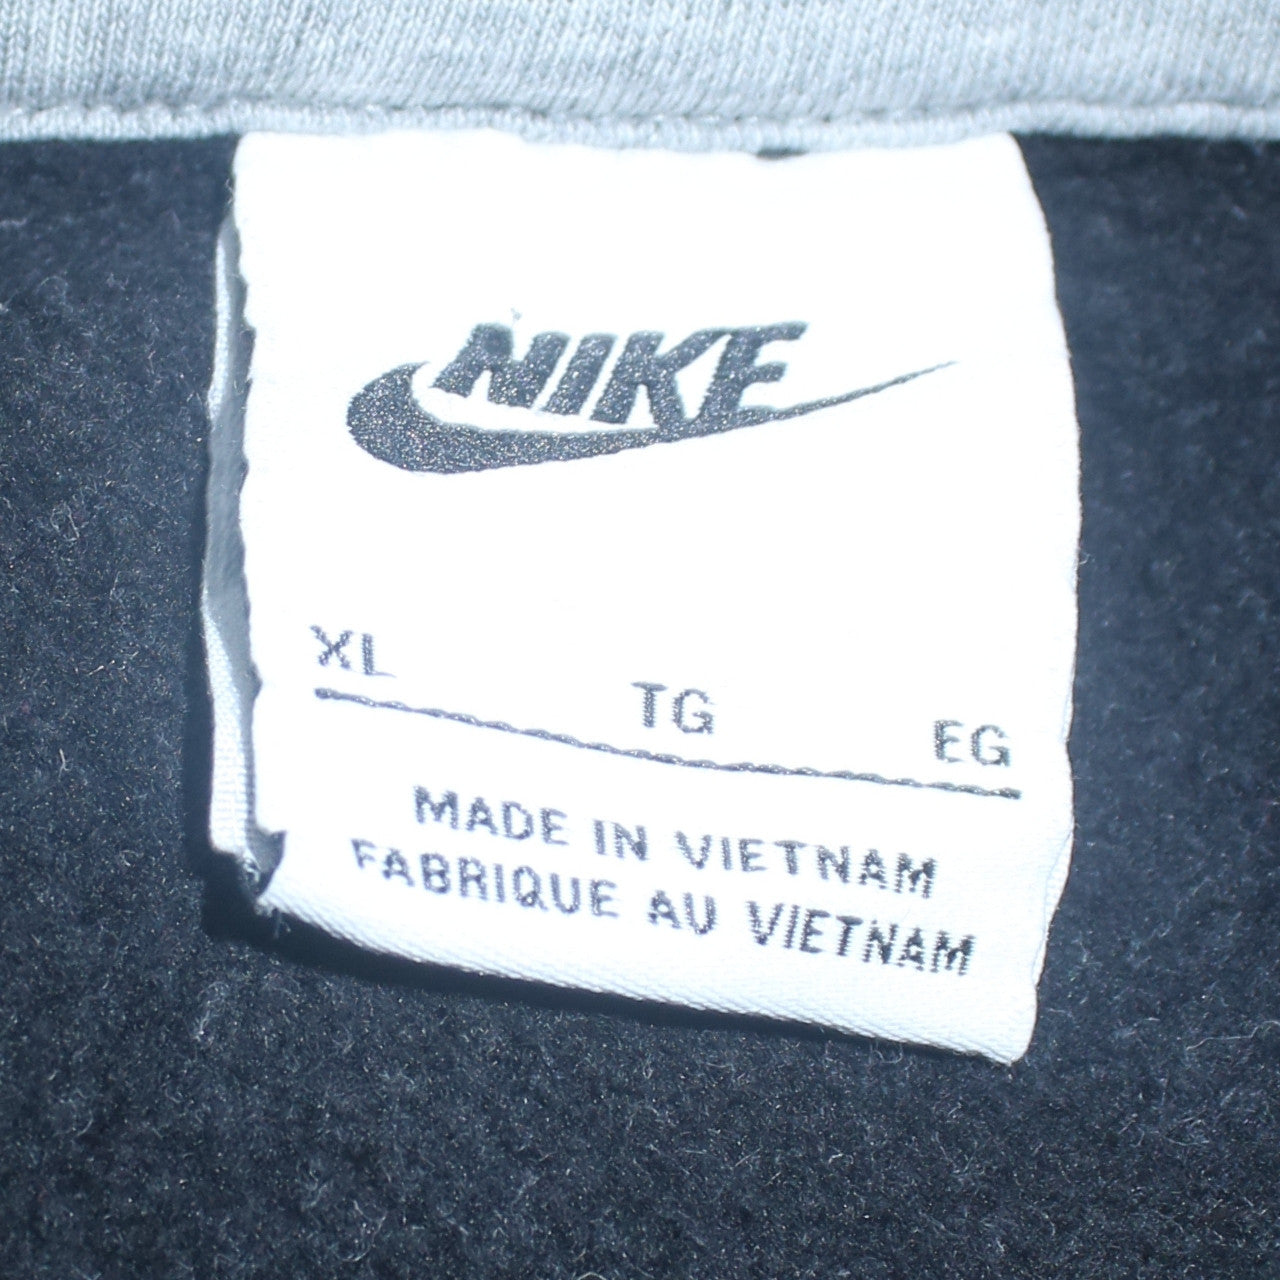 NIKE
XL TG EG
MADE IN VIETNAM
FABRIQUE AU VIETNAM